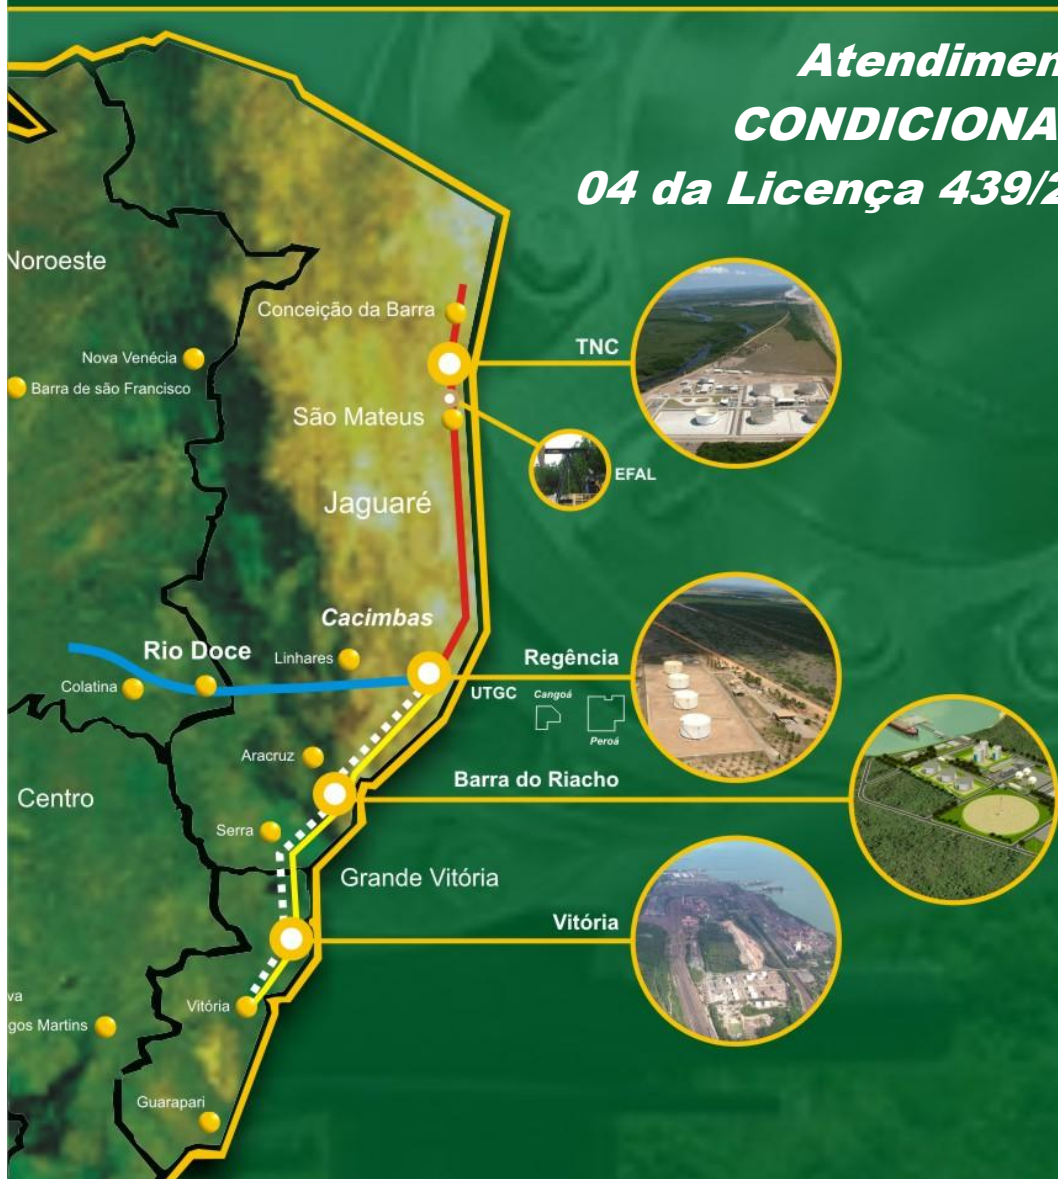 Atendimen
CONDICIONA
04 da Licença 439/2
Noroeste
Conceição da Barra
TNC
Nova Venécia
Barra de são Francisco
São Mateus
EFAL
Jaguaré
Cacimbas
Rio Doce
Linhares
Regência
Colatina
UTGC
Cangoá
Peroá
Aracruz
Barra do Riacho
Centro
Serra
Grande Vitória
Vitória
va
Vitória
gos Martins
Guarapari